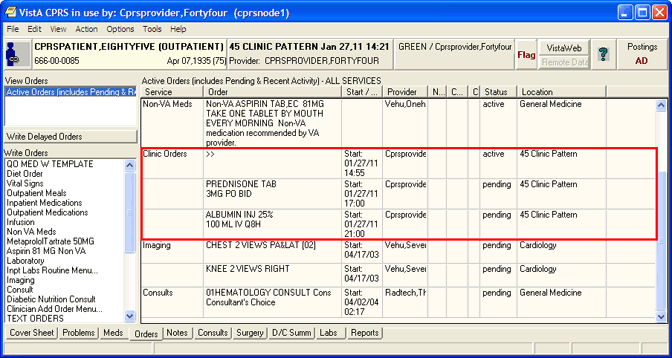 VistA CPRS in use by: Cprsprovider,Fortyfour (cprsnode1)
File Edit View Action Options Tools Help
CPRSPATIENT,EIGHTYFIVE (OUTPATIENT)
666-00-0085 Apr 07,1935 (75)
45 CLINIC PATTERN Jan 27,11 14:21
Provider: CPRSPROVIDER,FORTYFOUR
GREEN / Cprsprovider,Fortyfour
Flag
VistaWeb
Remote Data
?
Postings
AD
View Orders
Active Orders (includes Pending & Re
Write Delayed Orders
Write Orders
QO MED W TEMPLATE
Diet Order
Vital Signs
Outpatient Meals
Inpatient Medications
Outpatient Medications
Infusion
Non VA Meds
MetaprololTartrate 50MG
Aspirin 81 MG Non VA
Laboratory
Inpt Labs Routine Menu...
Imaging
Consult
Diabetic Nutrition Consult
Clinician Add Order Menu...
TEXT ORDERS
Active Orders (includes Pending & Recent Activity) - ALL SERVICES
Service Order Start / ... Provider N... C... C Status Location
Non-VA Meds Non-VA ASPIRIN TAB,EC 81MG Vehu,Oneh active General Medicine
TAKE ONE TABLET BY MOUTH
EVERY MORNING Non-VA
medication recommended by VA
provider.
Clinic Orders >> Start: Cprsprovide active 45 Clinic Pattern
01/27/11
14:55
PREDNISONE TAB Start: Cprsprovide pending 45 Clinic Pattern
3MG PO BID 01/27/11
17:00
ALBUMIN INJ 25% Start: Cprsprovide pending 45 Clinic Pattern
100 ML IV Q8H 01/27/11
21:00
Imaging CHEST 2 VIEWS PA&LAT [02] Start: Vehu,Seven pending Cardiology
04/17/03
KNEE 2 VIEWS RIGHT Start: Vehu,Seven pending Cardiology
04/17/03
Consults 01HEMATOLOGY CONSULT Cons Start: Radtech,Th pending General Medicine
Consultant's Choice 04/02/04
02:17
Cover Sheet Problems Meds Orders Notes Consults Surgery D/C Summ Labs Reports